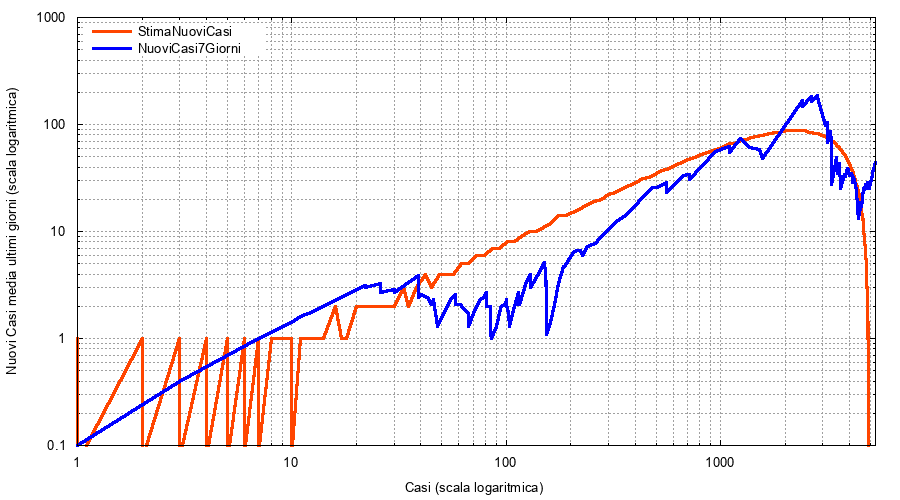 1000
StimaNuoviCasi
NuoviCasi7Giorni
100
10
1
0.1
Nuovi Casi media ultimi giorni (scala logaritmica)
1
10
100
1000
Casi (scala logaritmica)